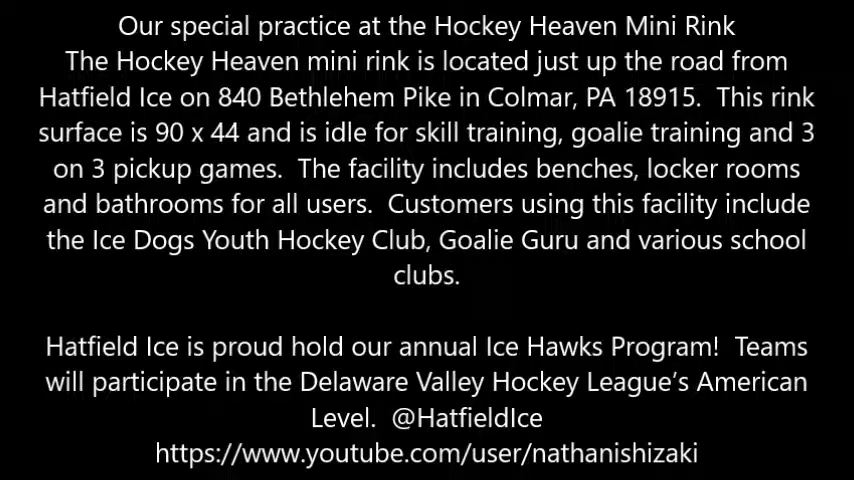 Our special practice at the Hockey Heaven Mini Rink
The Hockey Heaven mini rink is located just up the road from
Hatfield Ice on 840 Bethlehem Pike in Colmar, PA 18915.  This rink
surface is 90 x 44 and is idle for skill training, goalie training and 3
on 3 pickup games.  The facility includes benches, locker rooms
and bathrooms for all users.  Customers using this facility include
the Ice Dogs Youth Hockey Club, Goalie Guru and various school
clubs.

Hatfield Ice is proud hold our annual Ice Hawks Program!  Teams
will participate in the Delaware Valley Hockey League’s American
Level.  @HatfieldIce
https://www.youtube.com/user/nathanishizaki